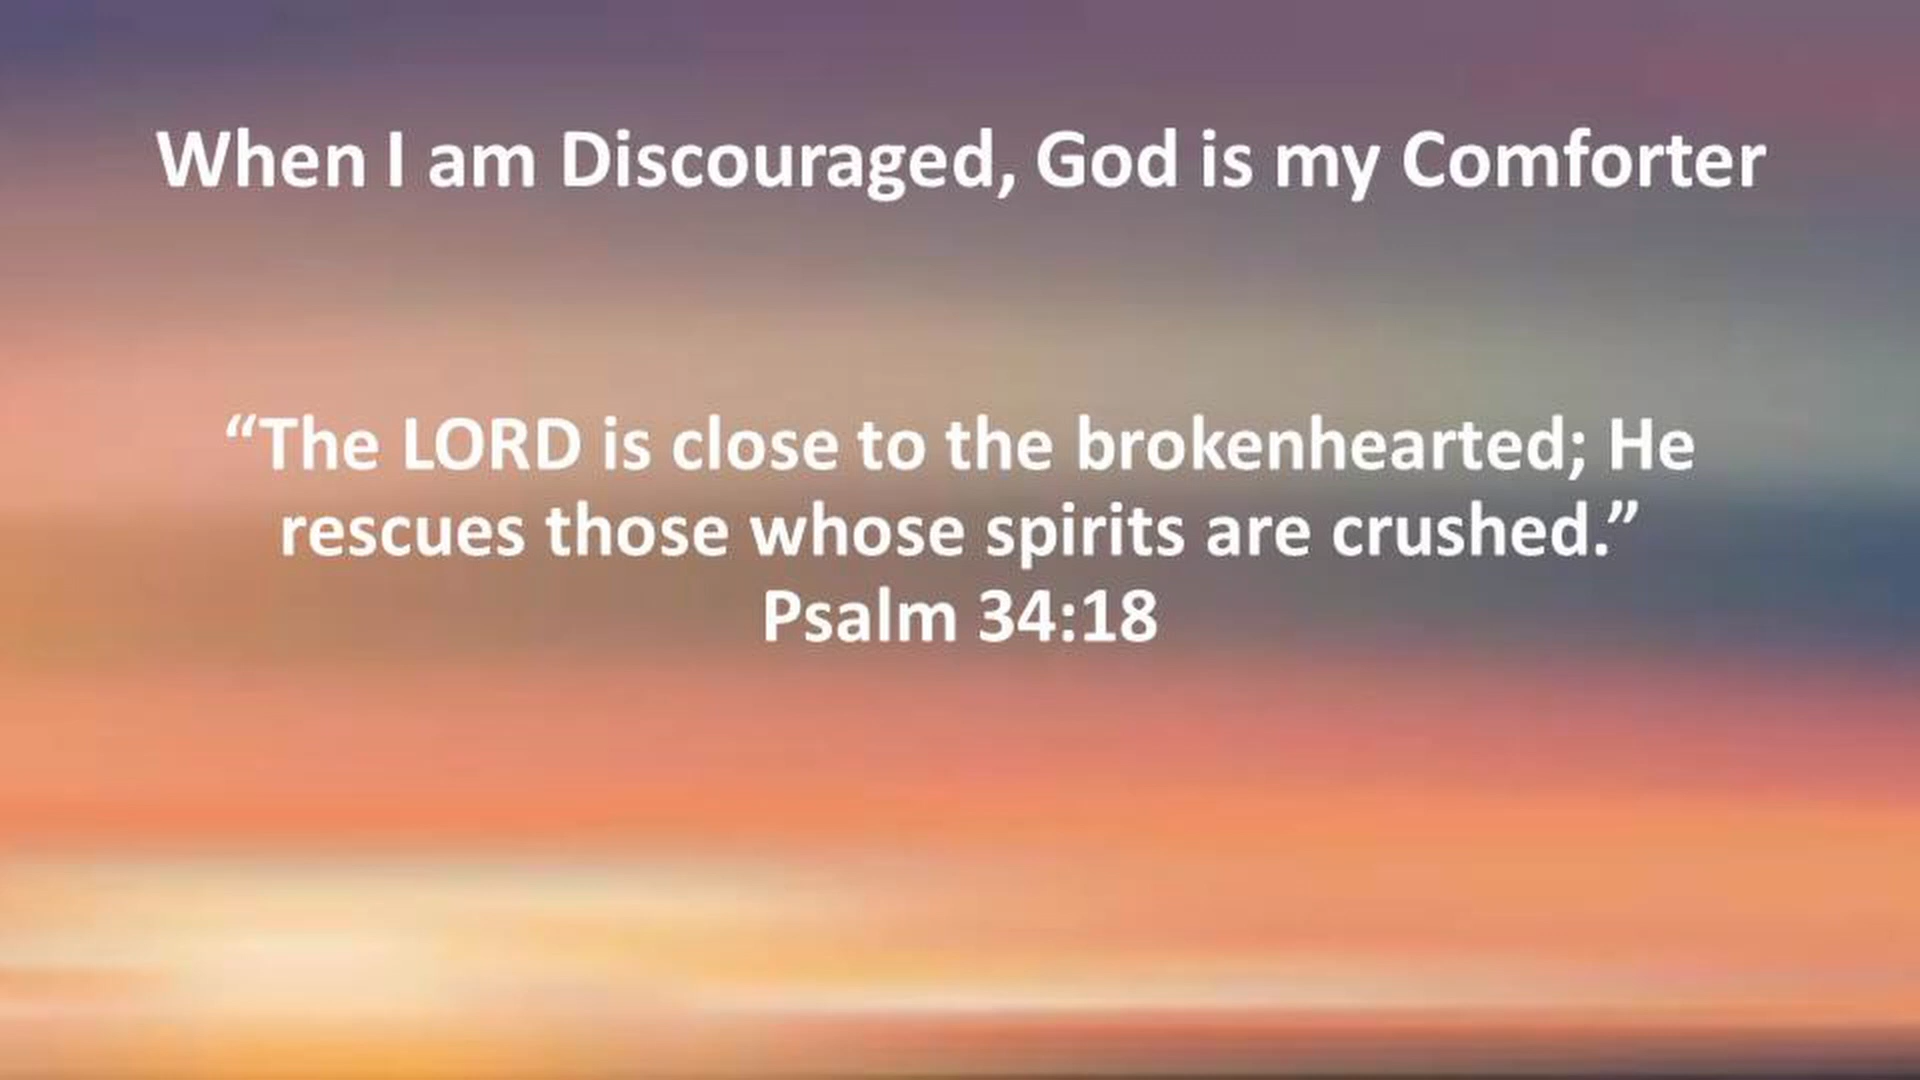 When I am Discouraged, God is my Comforter
“The LORD is close to the brokenhearted; He
rescues those whose spirits are crushed.”
Psalm 34:18